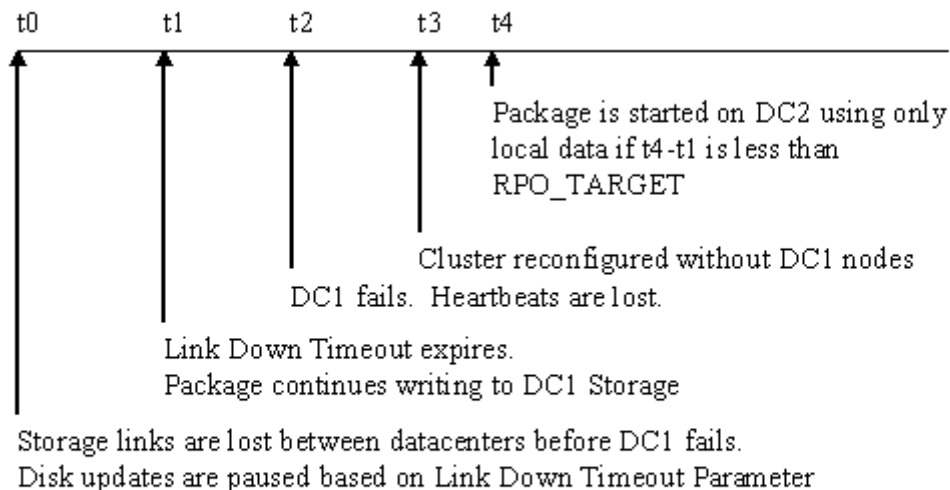 t0 t1 t2 t3 t4
Package is started on DC2 using only
local data if t4-t1 is less than
RPO_TARGET
Cluster reconfigured without DC1 nodes
DC1 fails.  Heartbeats are lost.
Link Down Timeout expires.
Package continues writing to DC1 Storage
Storage links are lost between datacenters before DC1 fails.
Disk updates are paused based on Link Down Timeout Parameter